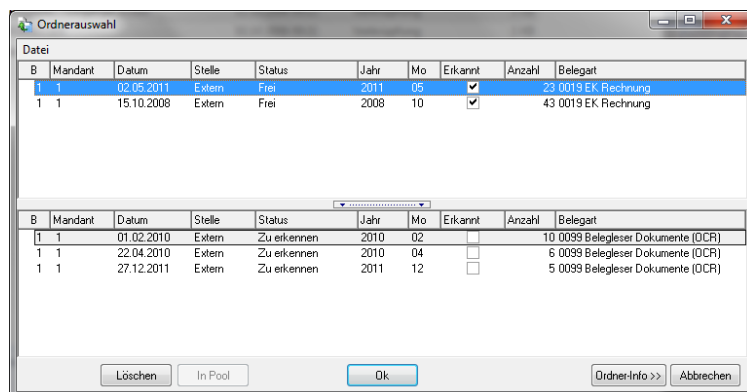 Ordnerauswahl
Datei
B Mandant Datum Stelle Status Jahr Mo Erkannt Anzahl Belegart
1 1 02.05.2011 Extern Frei 2011 05 23 0019 EK Rechnung
1 1 15.10.2008 Extern Frei 2008 10 43 0019 EK Rechnung
B Mandant Datum Stelle Status Jahr Mo Erkannt Anzahl Belegart
1 1 01.02.2010 Extern Zu erkennen 2010 02 10 0099 Belegleser Dokumente (OCR)
1 1 22.04.2010 Extern Zu erkennen 2010 04 6 0099 Belegleser Dokumente (OCR)
1 1 27.12.2011 Extern Zu erkennen 2011 12 5 0099 Belegleser Dokumente (OCR)
Löschen In Pool Ok Ordner-Info >> Abbrechen